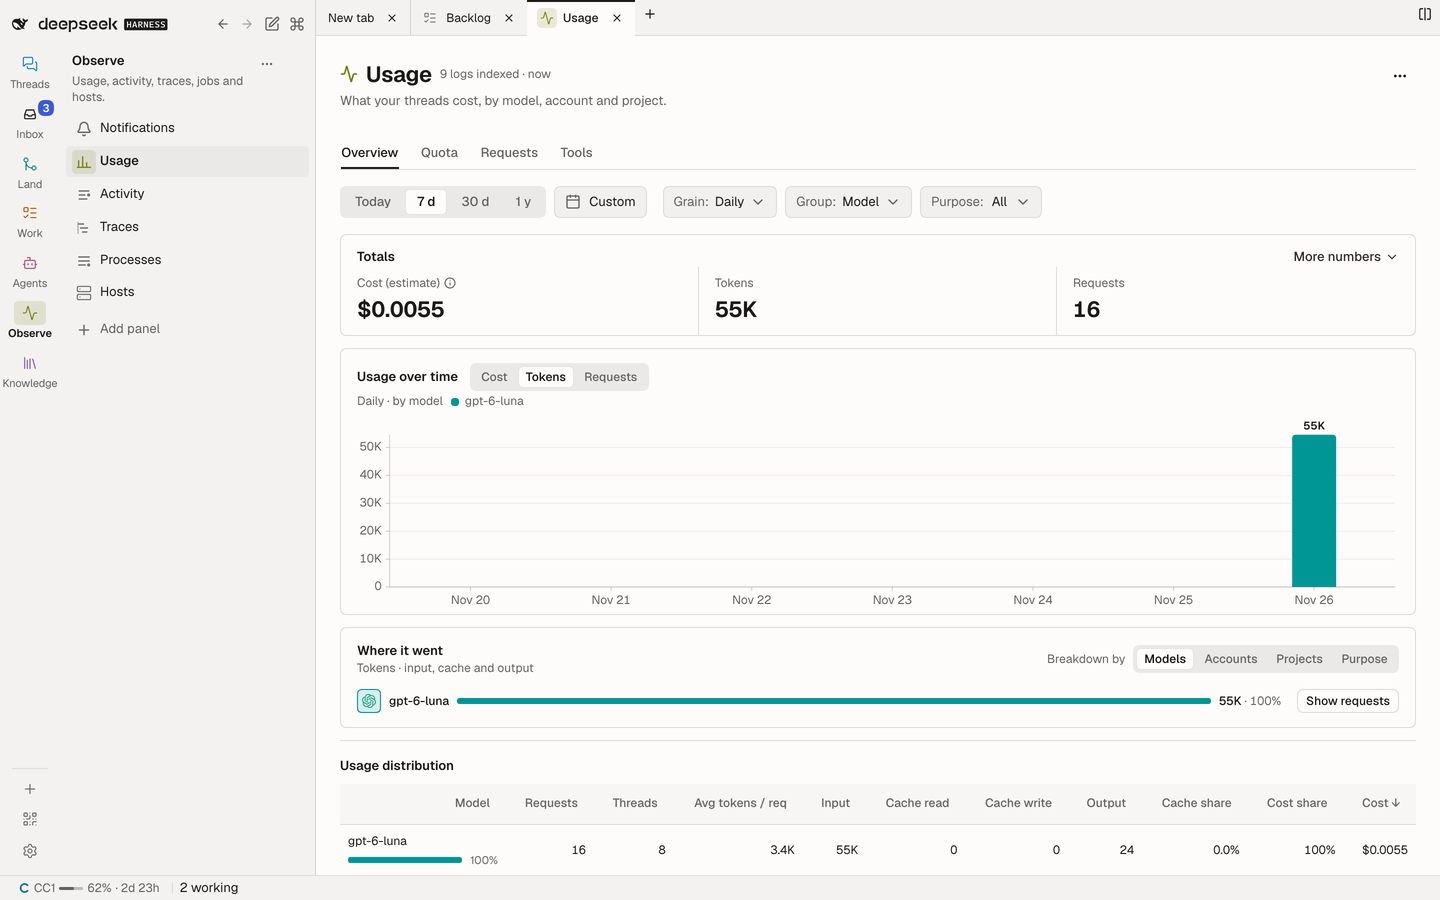 deepseek HARNESS
Threads
3
Inbox
Land
Work
Agents
Observe
Knowledge
Observe
Usage, activity, traces, jobs and
hosts.
Notifications
Usage
Activity
Traces
Processes
Hosts
Add panel
New tab
Backlog
Usage
Usage 9 logs indexed · now
What your threads cost, by model, account and project.
Overview Quota Requests Tools
Today 7 d 30 d 1 y Custom Grain: Daily Group: Model Purpose: All
Totals More numbers
Cost (estimate) Tokens Requests
$0.0055 55K 16
Usage over time Cost Tokens Requests
Daily · by model gpt-6-luna
55K
50K
40K
30K
20K
10K
0
Nov 20 Nov 21 Nov 22 Nov 23 Nov 24 Nov 25 Nov 26
Where it went
Tokens · input, cache and output
Breakdown by Models Accounts Projects Purpose
gpt-6-luna 55K · 100% Show requests
Usage distribution
Model Requests Threads Avg tokens / req Input Cache read Cache write Output Cache share Cost share Cost ↓
gpt-6-luna
100%
16 8 3.4K 55K 0 0 24 0.0% 100% $0.0055
C CC1 62% · 2d 23h 2 working